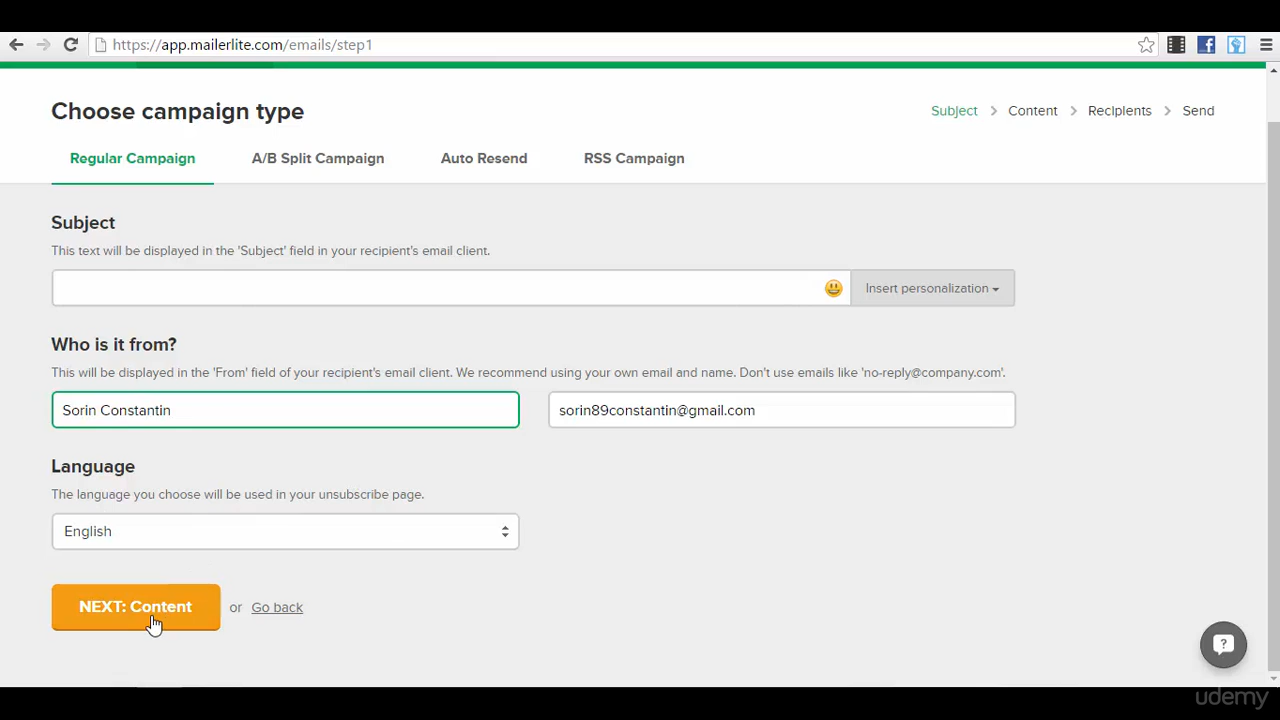 https://app.mailerlite.com/emails/step1
Choose campaign type
Subject > Content > Recipients > Send
Regular Campaign A/B Split Campaign Auto Resend RSS Campaign
Subject
This text will be displayed in the 'Subject' field in your recipient's email client.
Insert personalization
Who is it from?
This will be displayed in the 'From' field of your recipient's email client. We recommend using your own email and name. Don't use emails like 'no-reply@company.com'.
Sorin Constantin sorin89constantin@gmail.com
Language
The language you choose will be used in your unsubscribe page.
English
NEXT: Content or Go back
?
udemy